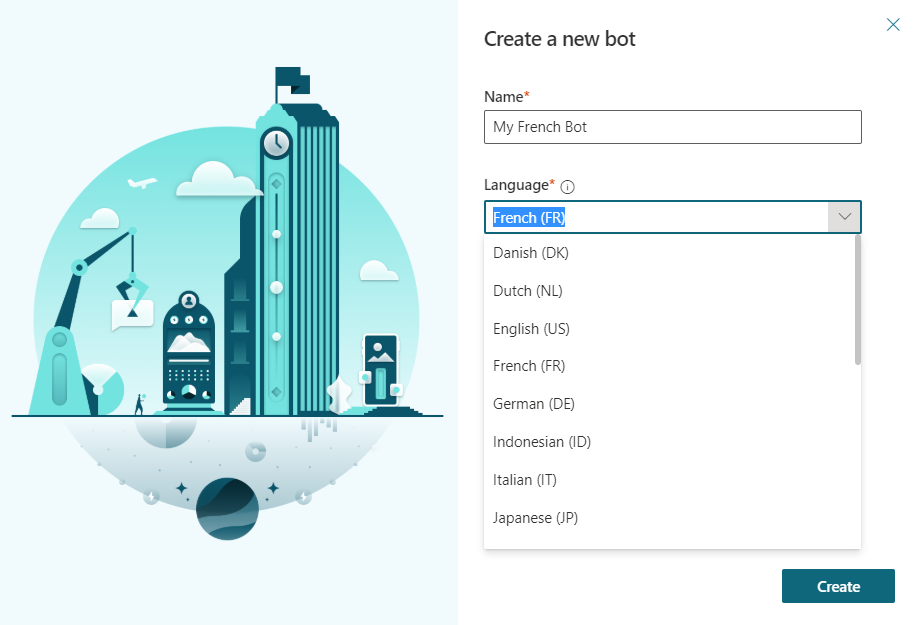 Create a new bot
Name*
My French Bot
Language*
French (FR)
Danish (DK)
Dutch (NL)
English (US)
French (FR)
German (DE)
Indonesian (ID)
Italian (IT)
Japanese (JP)
Create